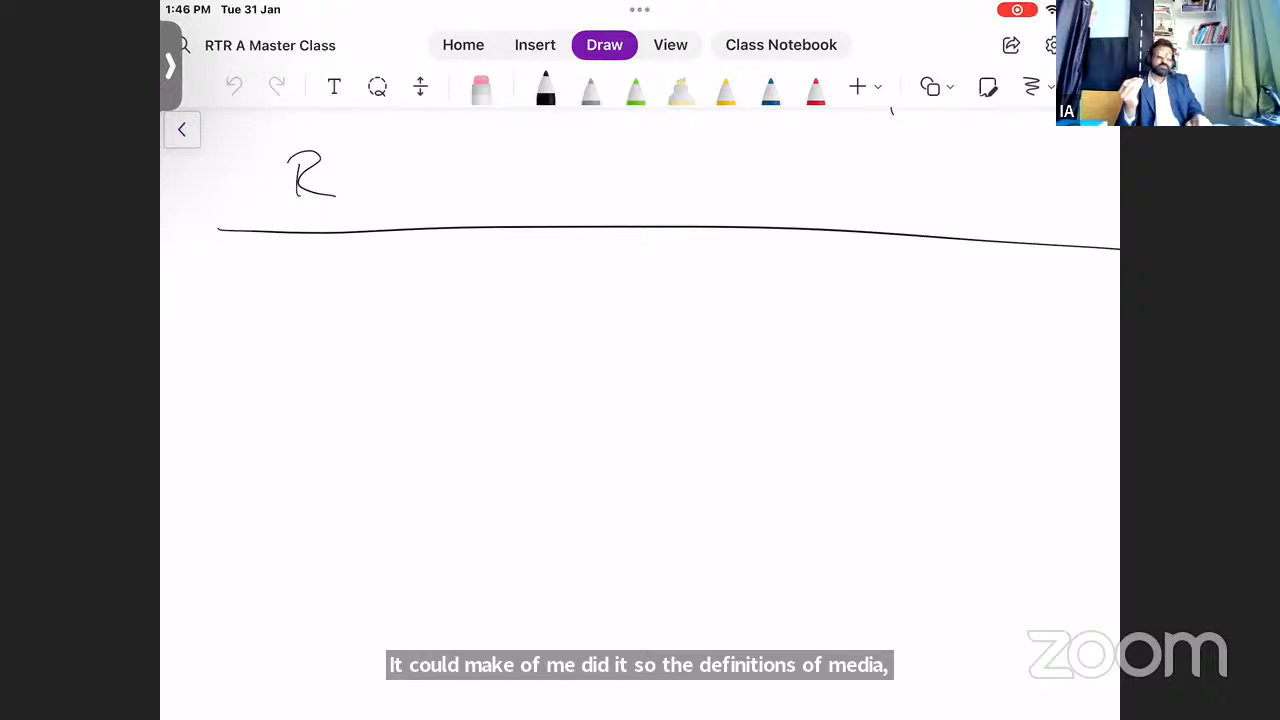 1:46 PM Tue 31 Jan
RTR A Master Class
Home Insert Draw View Class Notebook
T
IA
R
It could make of me did it so the definitions of media,
zoom